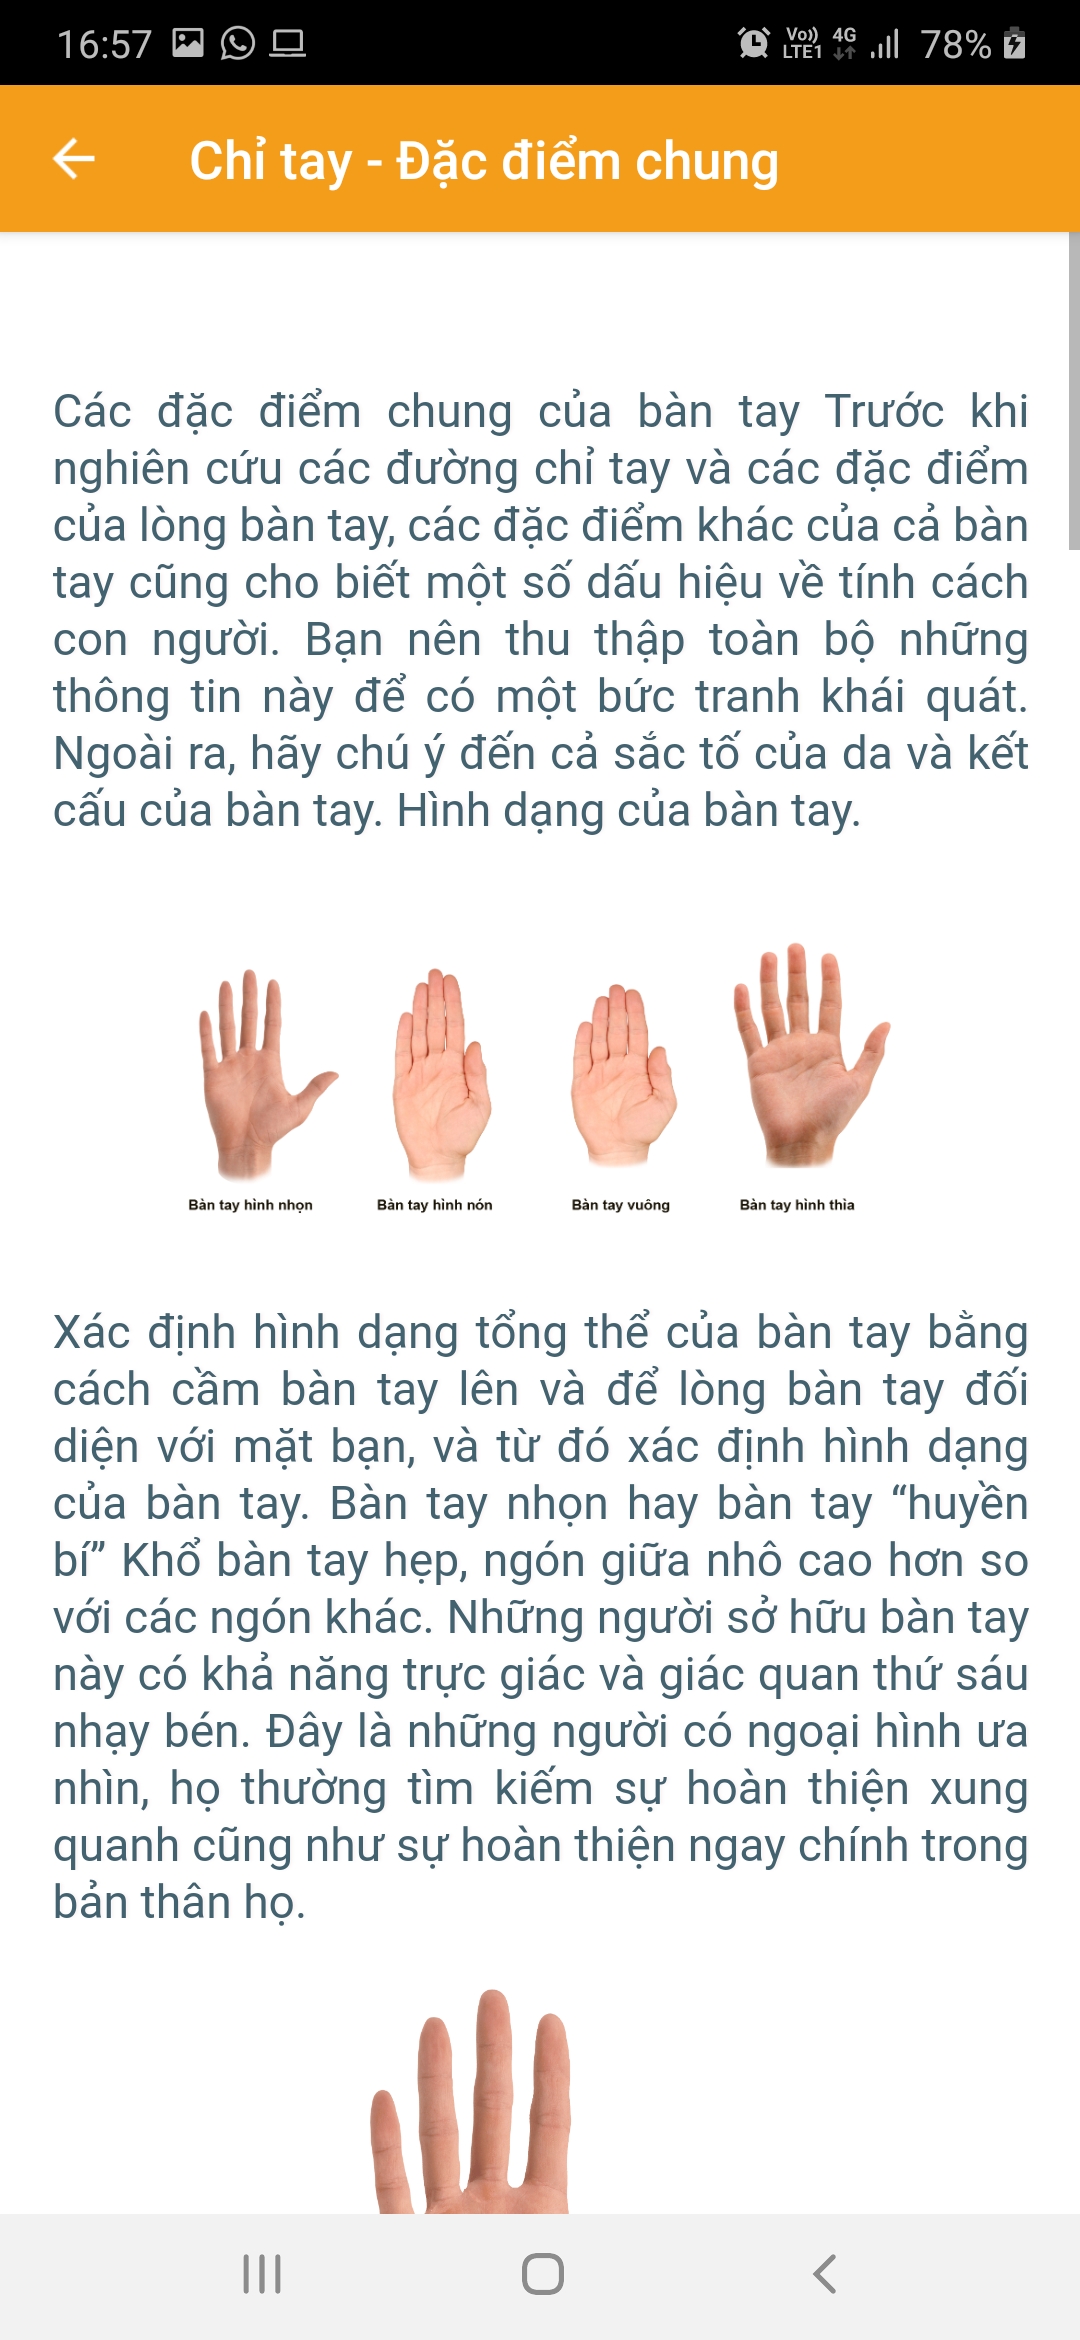 16:57
Vo)) 4G
LTE1
78%
Chỉ tay - Đặc điểm chung
Các đặc điểm chung của bàn tay Trước khi
nghiên cứu các đường chỉ tay và các đặc điểm
của lòng bàn tay, các đặc điểm khác của cả bàn
tay cũng cho biết một số dấu hiệu về tính cách
con người. Bạn nên thu thập toàn bộ những
thông tin này để có một bức tranh khái quát.
Ngoài ra, hãy chú ý đến cả sắc tố của da và kết
cấu của bàn tay. Hình dạng của bàn tay.
Bàn tay hình nhọn
Bàn tay hình nón
Bàn tay vuông
Bàn tay hình thìa
Xác định hình dạng tổng thể của bàn tay bằng
cách cầm bàn tay lên và để lòng bàn tay đối
diện với mặt bạn, và từ đó xác định hình dạng
của bàn tay. Bàn tay nhọn hay bàn tay “huyền
bí” Khổ bàn tay hẹp, ngón giữa nhô cao hơn so
với các ngón khác. Những người sở hữu bàn tay
này có khả năng trực giác và giác quan thứ sáu
nhạy bén. Đây là những người có ngoại hình ưa
nhìn, họ thường tìm kiếm sự hoàn thiện xung
quanh cũng như sự hoàn thiện ngay chính trong
bản thân họ.